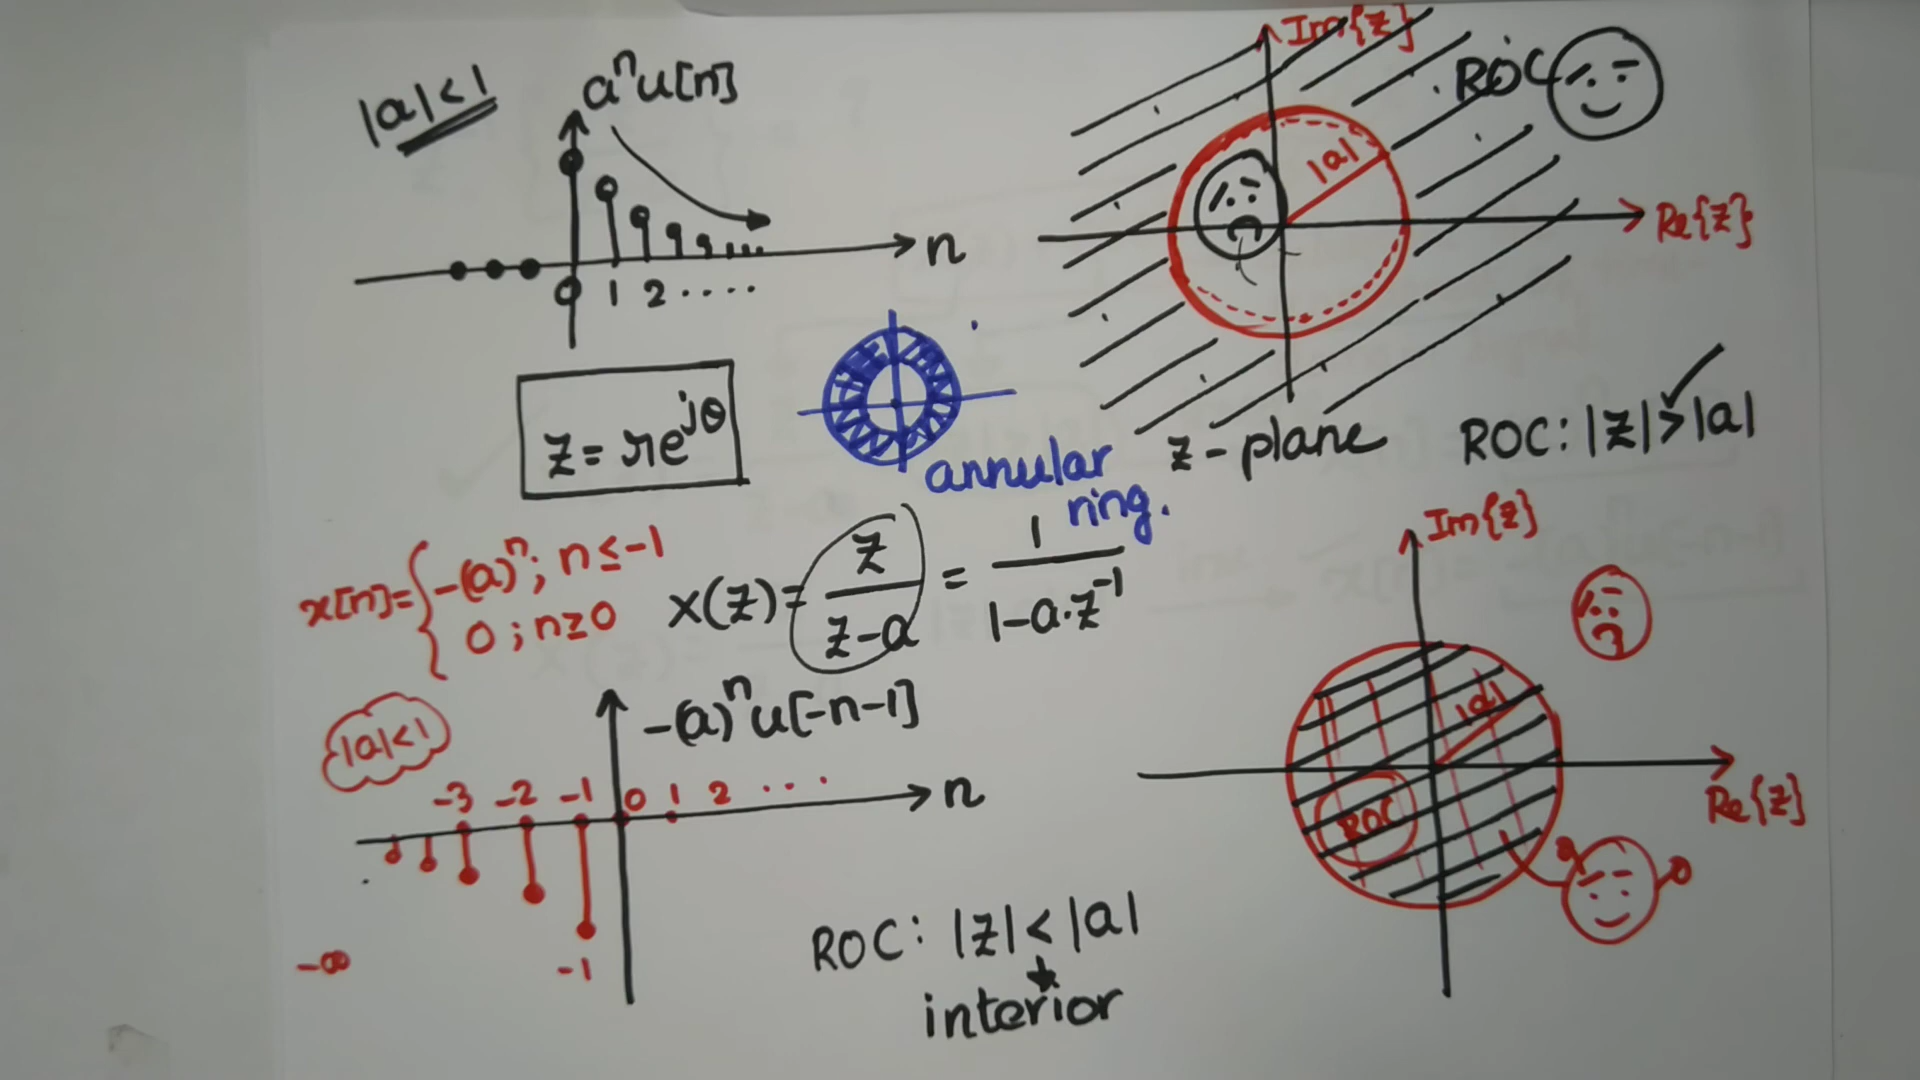 |a|<1
aⁿu[n]
n
0 1 2 ....
Im{z}
ROC
|a|
Re{z}
z-plane
ROC: |z|>|a|
z=re^{jθ}
annular
ring.
x[n]={-(a)ⁿ; n≤-1
0; n≥0
X(z)= z/(z-a) = 1/(1-a·z⁻¹)
|a|<1
-(a)ⁿu[-n-1]
-3 -2 -1 0 1 2 ...
n
-∞
-1
ROC: |z|<|a|
interior
Im{z}
|a|
ROC
Re{z}